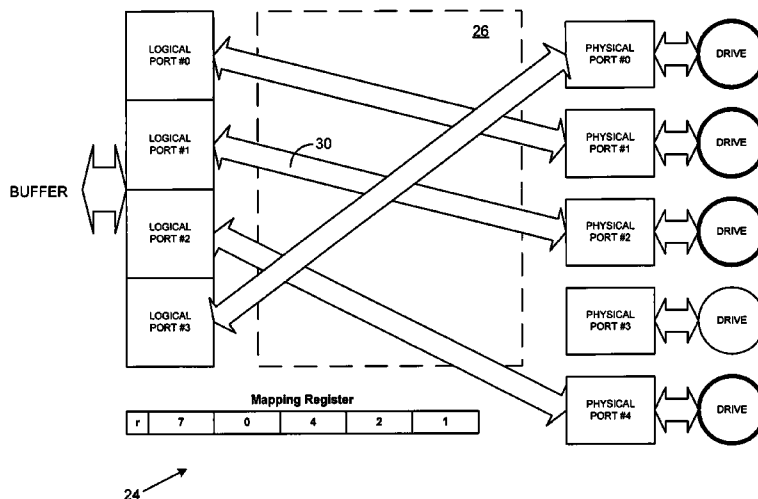 26
LOGICAL
PORT #0
LOGICAL
PORT #1
LOGICAL
PORT #2
LOGICAL
PORT #3
BUFFER
30
PHYSICAL
PORT #0
DRIVE
PHYSICAL
PORT #1
DRIVE
PHYSICAL
PORT #2
DRIVE
PHYSICAL
PORT #3
DRIVE
PHYSICAL
PORT #4
DRIVE
Mapping Register
r 7 0 4 2 1
24